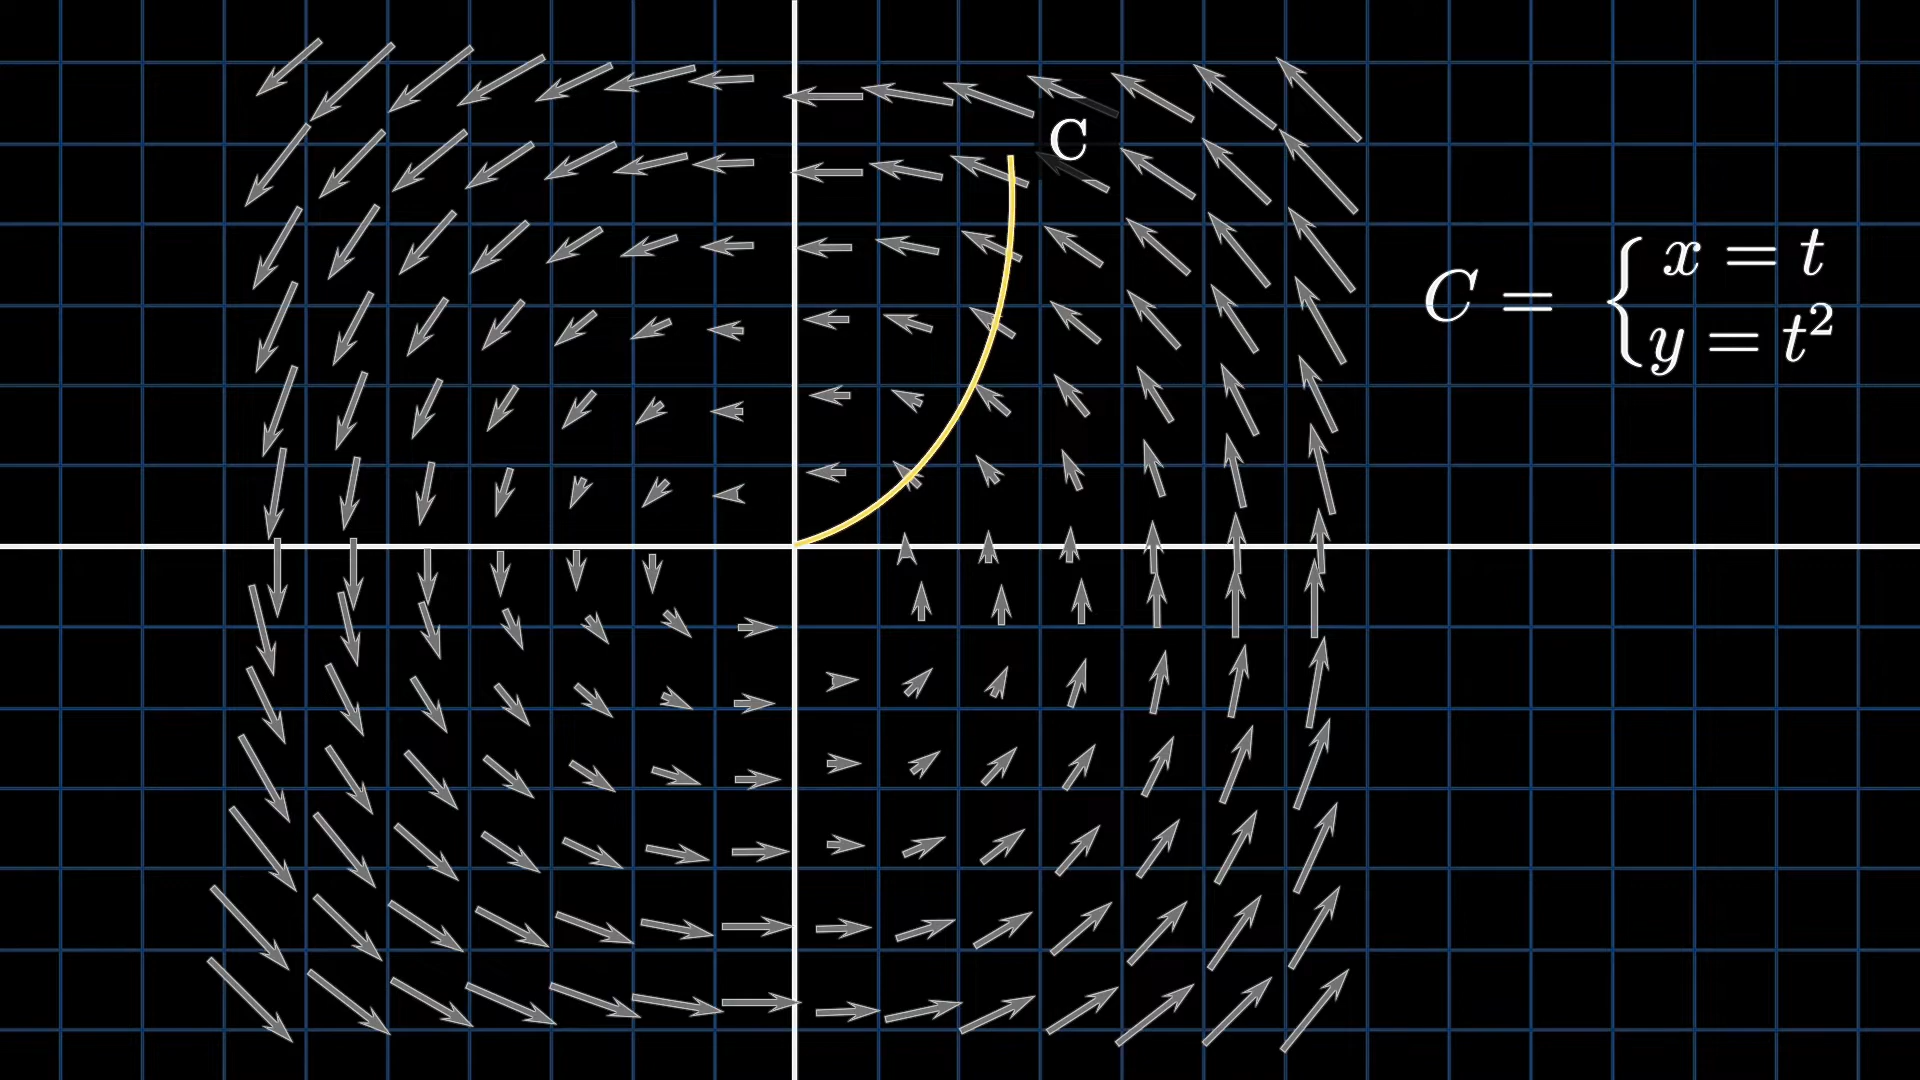 C
C = { x = t
y = t²